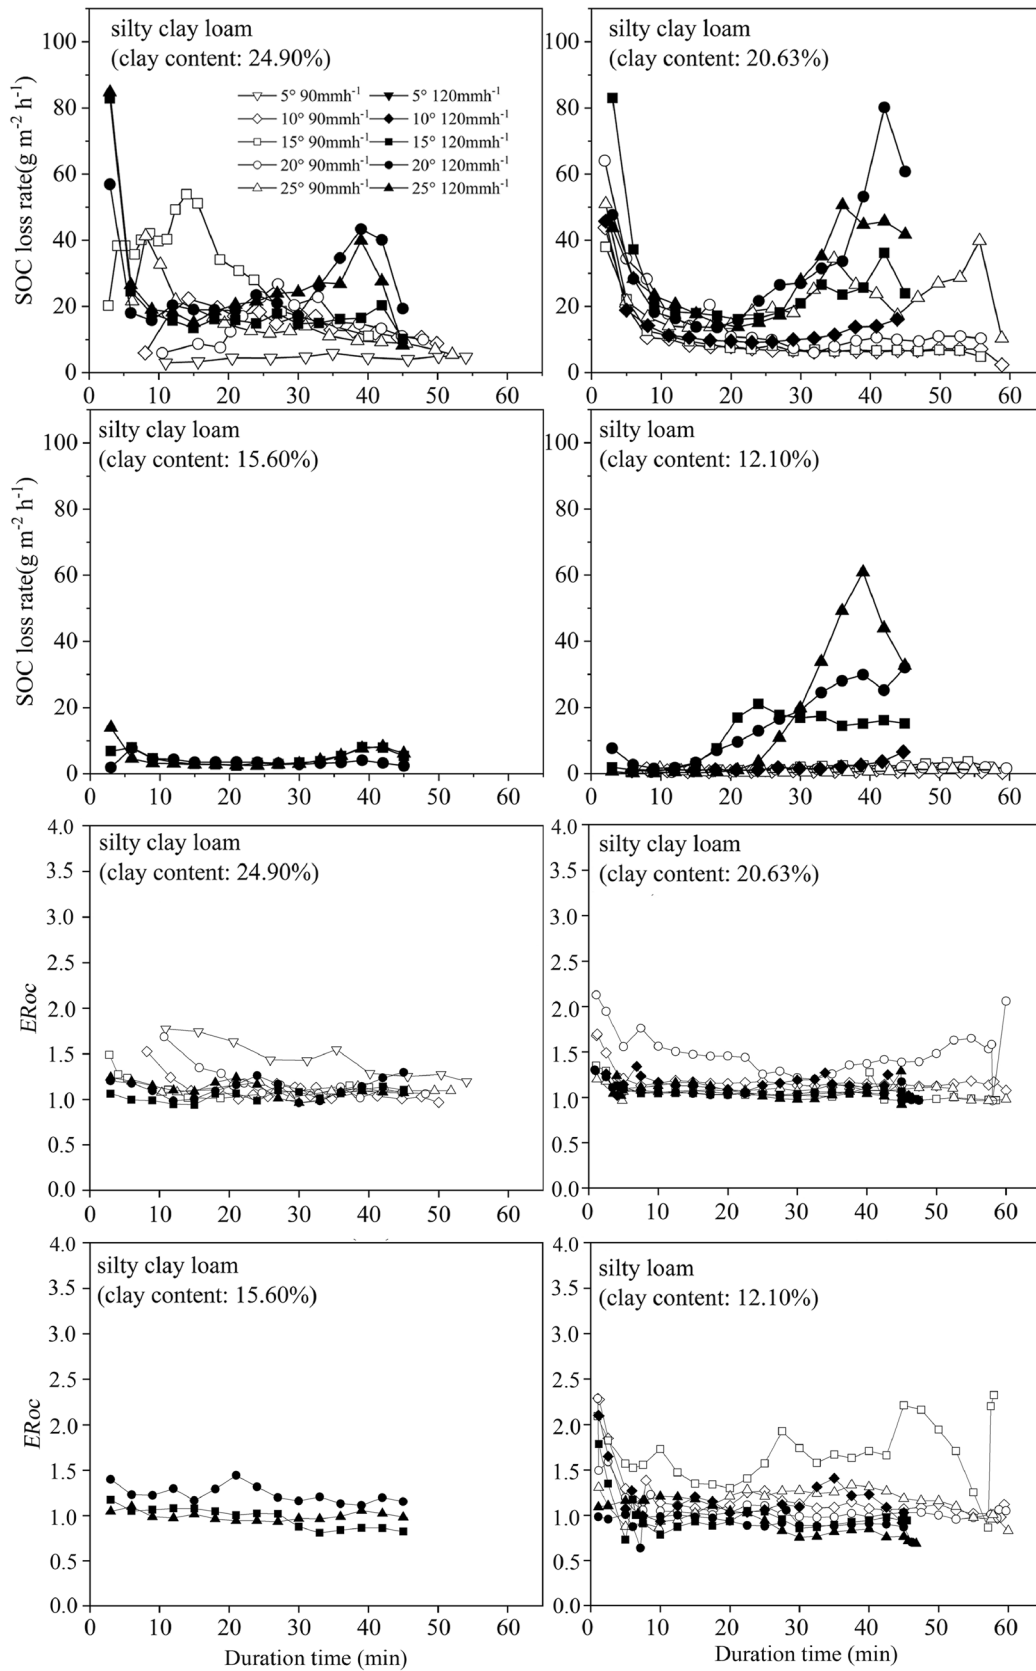 silty clay loam
(clay content: 24.90%)
5° 90mmh-1 5° 120mmh-1
10° 90mmh-1 10° 120mmh-1
15° 90mmh-1 15° 120mmh-1
20° 90mmh-1 20° 120mmh-1
25° 90mmh-1 25° 120mmh-1
SOC loss rate(g m-2 h-1)
100
80
60
40
20
0
0 10 20 30 40 50 60
silty clay loam
(clay content: 20.63%)
100
80
60
40
20
0
0 10 20 30 40 50 60
silty clay loam
(clay content: 15.60%)
SOC loss rate(g m-2 h-1)
100
80
60
40
20
0
0 10 20 30 40 50 60
silty loam
(clay content: 12.10%)
100
80
60
40
20
0
0 10 20 30 40 50 60
silty clay loam
(clay content: 24.90%)
ERoc
4.0
3.5
3.0
2.5
2.0
1.5
1.0
0.5
0.0
0 10 20 30 40 50 60
silty clay loam
(clay content: 20.63%)
4.0
3.5
3.0
2.5
2.0
1.5
1.0
0.5
0.0
0 10 20 30 40 50 60
silty clay loam
(clay content: 15.60%)
ERoc
4.0
3.5
3.0
2.5
2.0
1.5
1.0
0.5
0.0
0 10 20 30 40 50 60
Duration time (min)
silty loam
(clay content: 12.10%)
4.0
3.5
3.0
2.5
2.0
1.5
1.0
0.5
0.0
0 10 20 30 40 50 60
Duration time (min)